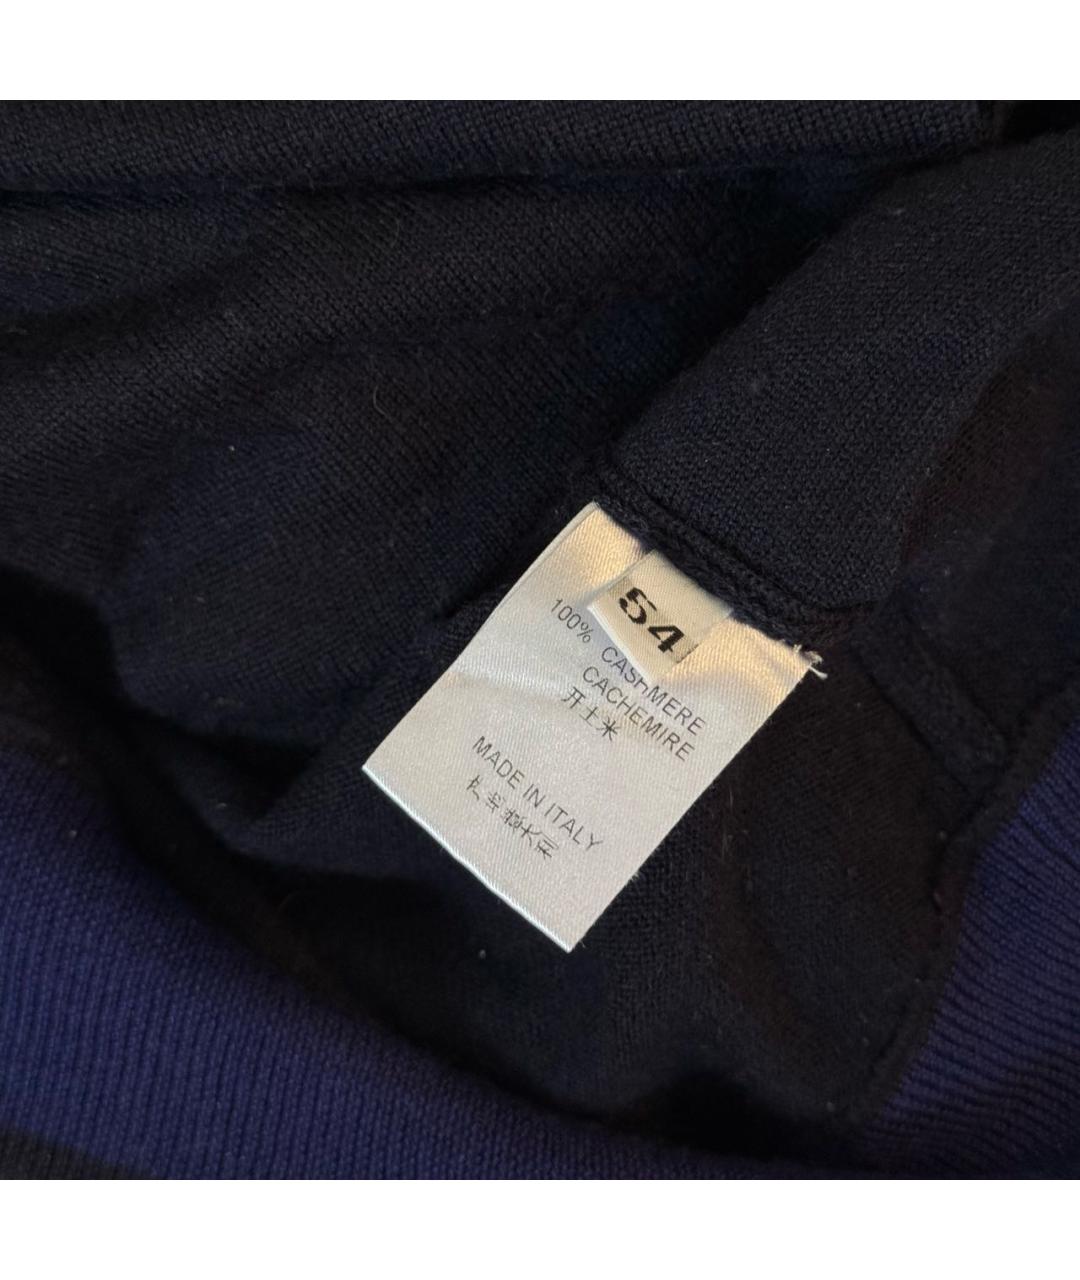 54
100% CASHMERE
CACHEMIRE
开士米
MADE IN ITALY